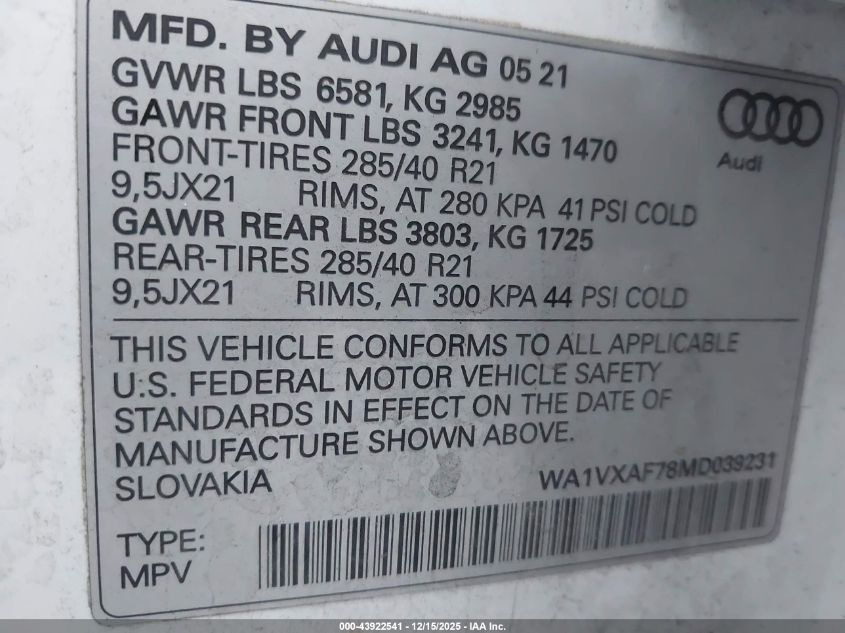 MFD. BY AUDI AG 05 21
GVWR LBS 6581, KG 2985
GAWR FRONT LBS 3241, KG 1470
FRONT-TIRES 285/40 R21
9,5JX21 RIMS, AT 280 KPA 41 PSI COLD
GAWR REAR LBS 3803, KG 1725
REAR-TIRES 285/40 R21
9,5JX21 RIMS, AT 300 KPA 44 PSI COLD
Audi
THIS VEHICLE CONFORMS TO ALL APPLICABLE
U.S. FEDERAL MOTOR VEHICLE SAFETY
STANDARDS IN EFFECT ON THE DATE OF
MANUFACTURE SHOWN ABOVE.
SLOVAKIA WA1VXAF78MD039231
TYPE:
MPV
000-43922541 - 12/15/2025 - IAA Inc.